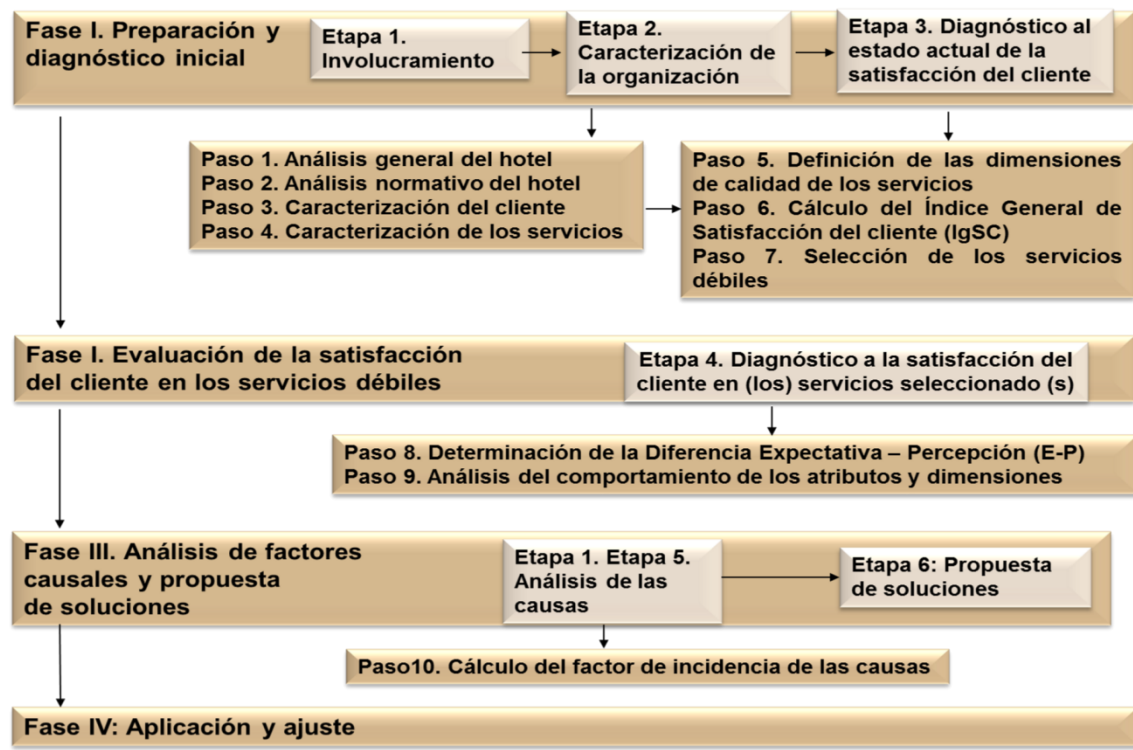 Fase I. Preparación y
diagnóstico inicial
Etapa 1.
Involucramiento
Etapa 2.
Caracterización de
la organización
Etapa 3. Diagnóstico al
estado actual de la
satisfacción del cliente
Paso 1. Análisis general del hotel
Paso 2. Análisis normativo del hotel
Paso 3. Caracterización del cliente
Paso 4. Caracterización de los servicios
Paso 5. Definición de las dimensiones
de calidad de los servicios
Paso 6. Cálculo del Índice General de
Satisfacción del cliente (IgSC)
Paso 7. Selección de los servicios
débiles
Fase I. Evaluación de la satisfacción
del cliente en los servicios débiles
Etapa 4. Diagnóstico a la satisfacción del
cliente en (los) servicios seleccionado (s)
Paso 8. Determinación de la Diferencia Expectativa – Percepción (E-P)
Paso 9. Análisis del comportamiento de los atributos y dimensiones
Fase III. Análisis de factores
causales y propuesta
de soluciones
Etapa 1. Etapa 5.
Análisis de las
causas
Etapa 6: Propuesta
de soluciones
Paso10. Cálculo del factor de incidencia de las causas
Fase IV: Aplicación y ajuste